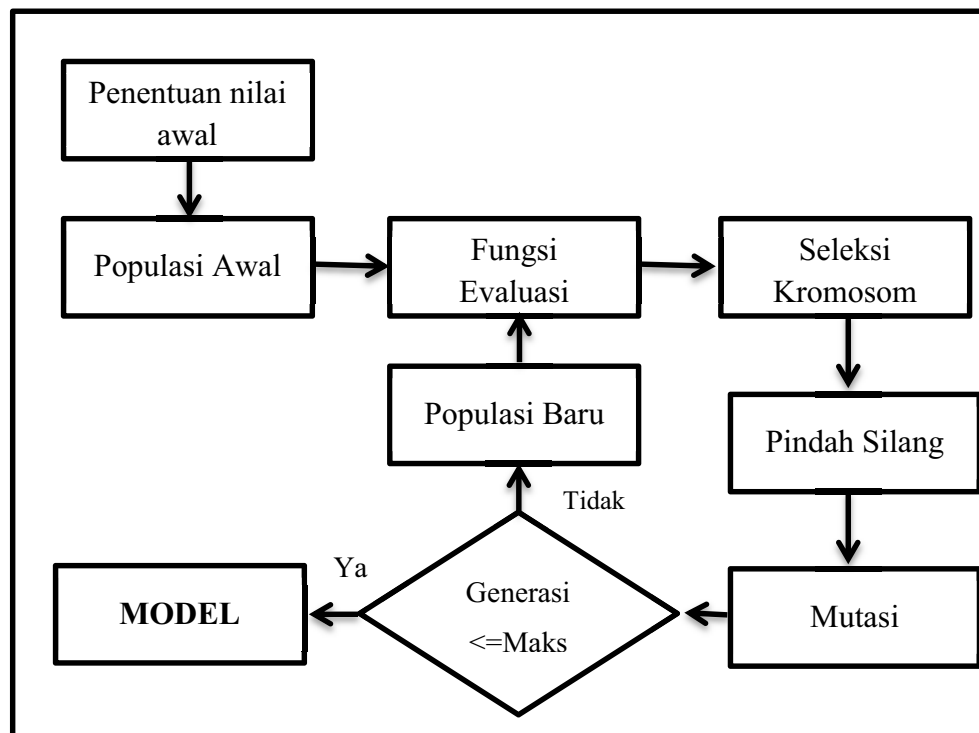 Penentuan nilai
awal
Populasi Awal
Fungsi
Evaluasi
Seleksi
Kromosom
Populasi Baru
Pindah Silang
Tidak
Ya
MODEL
Generasi
<=Maks
Mutasi